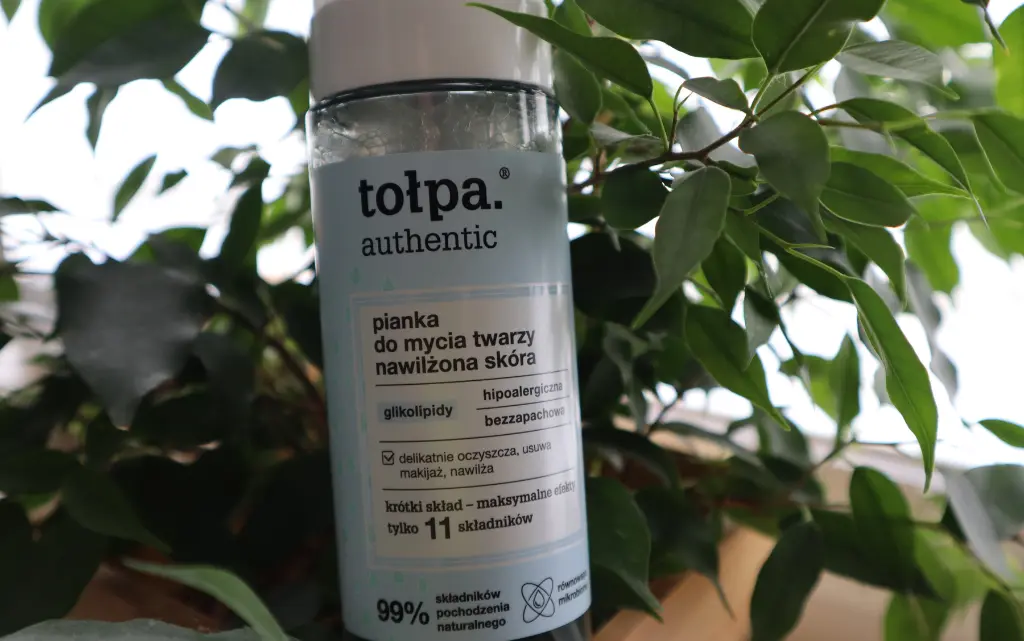 tołpa.®
authentic
pianka
do mycia twarzy
nawilżona skóra
glikolipidy
hipoalergiczna
bezzapachowa
delikatnie oczyszcza, usuwa
makijaż, nawilża
krótki skład – maksymalne efekty
tylko 11 składników
99% składników
pochodzenia
naturalnego